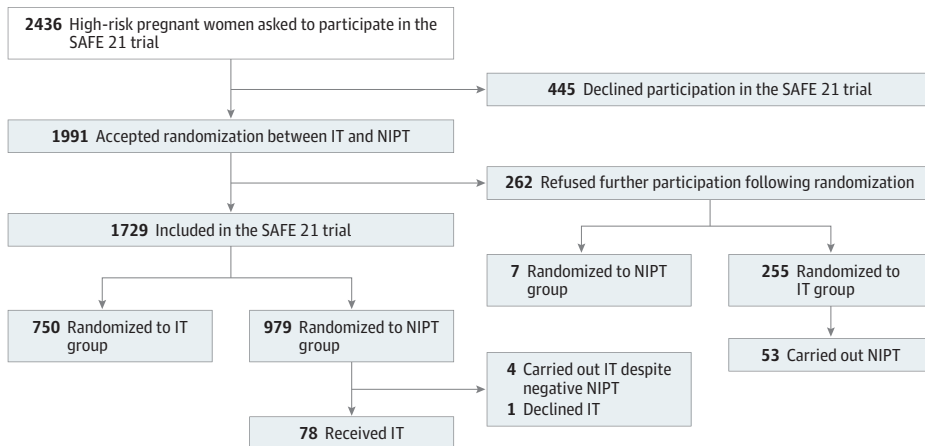 2436 High-risk pregnant women asked to participate in the
SAFE 21 trial
445 Declined participation in the SAFE 21 trial
1991 Accepted randomization between IT and NIPT
262 Refused further participation following randomization
1729 Included in the SAFE 21 trial
7 Randomized to NIPT
group
255 Randomized to
IT group
750 Randomized to IT
group
979 Randomized to NIPT
group
53 Carried out NIPT
4 Carried out IT despite
negative NIPT
1 Declined IT
78 Received IT